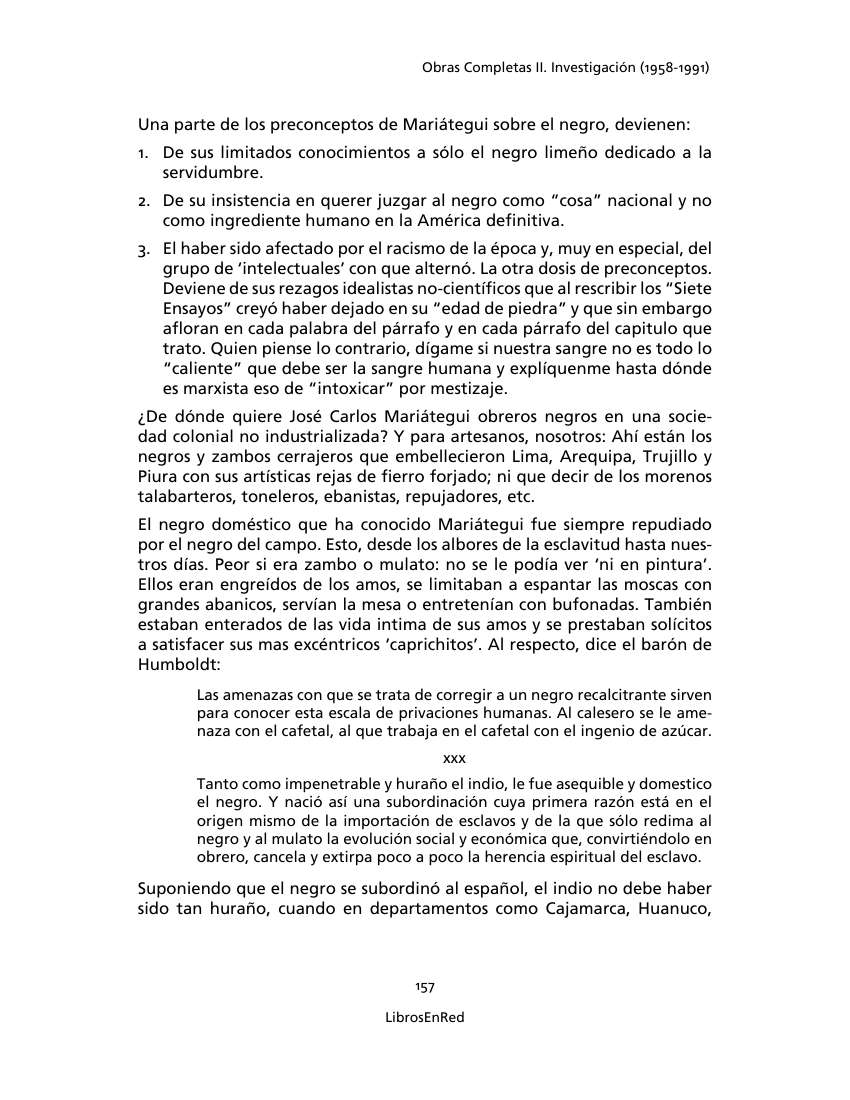 Obras Completas II. Investigación (1958-1991)
Una parte de los preconceptos de Mariátegui sobre el negro, devienen:
1. De sus limitados conocimientos a sólo el negro limeño dedicado a la
servidumbre.
2. De su insistencia en querer juzgar al negro como “cosa” nacional y no
como ingrediente humano en la América definitiva.
3. El haber sido afectado por el racismo de la época y, muy en especial, del
grupo de ‘intelectuales’ con que alternó. La otra dosis de preconceptos.
Deviene de sus rezagos idealistas no-científicos que al rescribir los “Siete
Ensayos” creyó haber dejado en su “edad de piedra” y que sin embargo
afloran en cada palabra del párrafo y en cada párrafo del capitulo que
trato. Quien piense lo contrario, dígame si nuestra sangre no es todo lo
“caliente” que debe ser la sangre humana y explíquenme hasta dónde
es marxista eso de “intoxicar” por mestizaje.
¿De dónde quiere José Carlos Mariátegui obreros negros en una socie-
dad colonial no industrializada? Y para artesanos, nosotros: Ahí están los
negros y zambos cerrajeros que embellecieron Lima, Arequipa, Trujillo y
Piura con sus artísticas rejas de fierro forjado; ni que decir de los morenos
talabarteros, toneleros, ebanistas, repujadores, etc.
El negro doméstico que ha conocido Mariátegui fue siempre repudiado
por el negro del campo. Esto, desde los albores de la esclavitud hasta nues-
tros días. Peor si era zambo o mulato: no se le podía ver ‘ni en pintura’.
Ellos eran engreídos de los amos, se limitaban a espantar las moscas con
grandes abanicos, servían la mesa o entretenían con bufonadas. También
estaban enterados de las vida intima de sus amos y se prestaban solícitos
a satisfacer sus mas excéntricos ‘caprichitos’. Al respecto, dice el barón de
Humboldt:
Las amenazas con que se trata de corregir a un negro recalcitrante sirven
para conocer esta escala de privaciones humanas. Al calesero se le ame-
naza con el cafetal, al que trabaja en el cafetal con el ingenio de azúcar.
xxx
Tanto como impenetrable y huraño el indio, le fue asequible y domestico
el negro. Y nació así una subordinación cuya primera razón está en el
origen mismo de la importación de esclavos y de la que sólo redima al
negro y al mulato la evolución social y económica que, convirtiéndolo en
obrero, cancela y extirpa poco a poco la herencia espiritual del esclavo.
Suponiendo que el negro se subordinó al español, el indio no debe haber
sido tan huraño, cuando en departamentos como Cajamarca, Huanuco,
157
LibrosEnRed